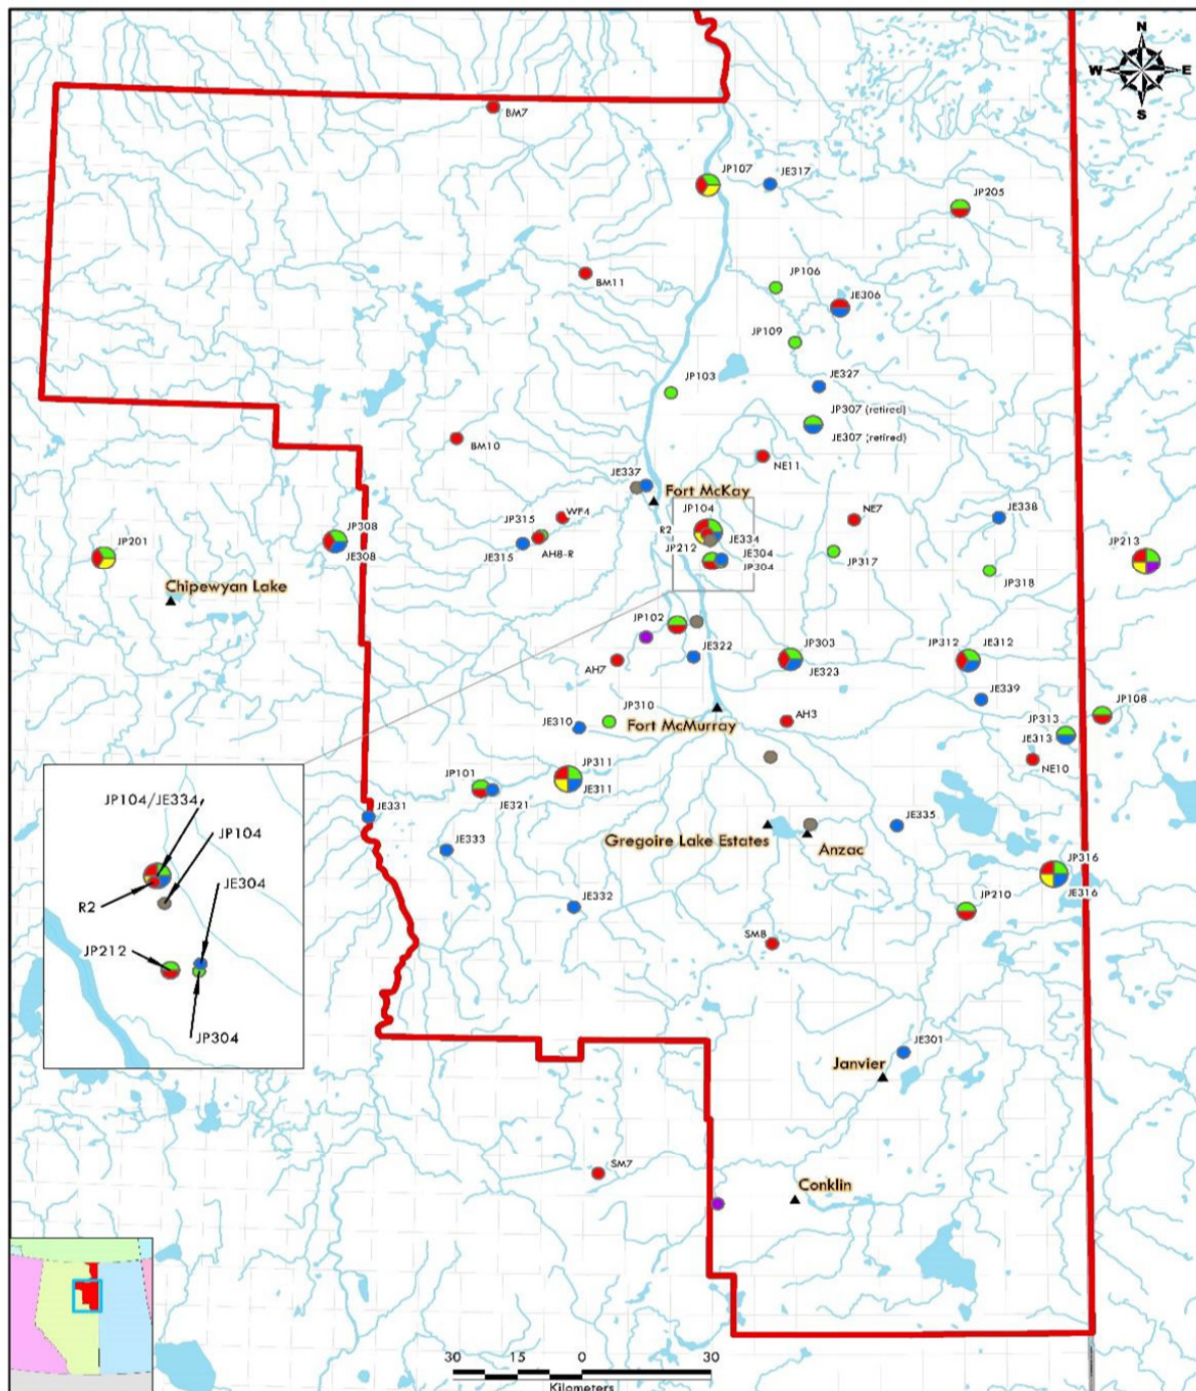 N
W E
S
BM7
JP107
JE317
JP205
BM11
JP106
JE306
JP109
JE327
JP103
JP307 (retired)
JE307 (retired)
BM10
NE11
JE337
Fort McKay
JP104
WF4
NE7
JE338
JP315
R2
JE334
JP308
JP201
JE315
AH8-R
JP212
JE304
JP304
JE308
JP317
JP213
JP318
Chipewyan Lake
JP102
JE322
JP303
JP312
JE312
AH7
JE323
JE339
JP310
AH3
JP108
JE310
Fort McMurray
JP313
JE313
NE10
JP311
JP101
JE311
JE321
JP104/JE334
JE331
JP104
JE335
Gregoire Lake Estates
Anzac
JE333
JE304
JP316
R2
JE316
JE332
JP210
JP212
SM8
JP304
JE301
Janvier
SM7
Conklin
30 15 0 30
Kilometers